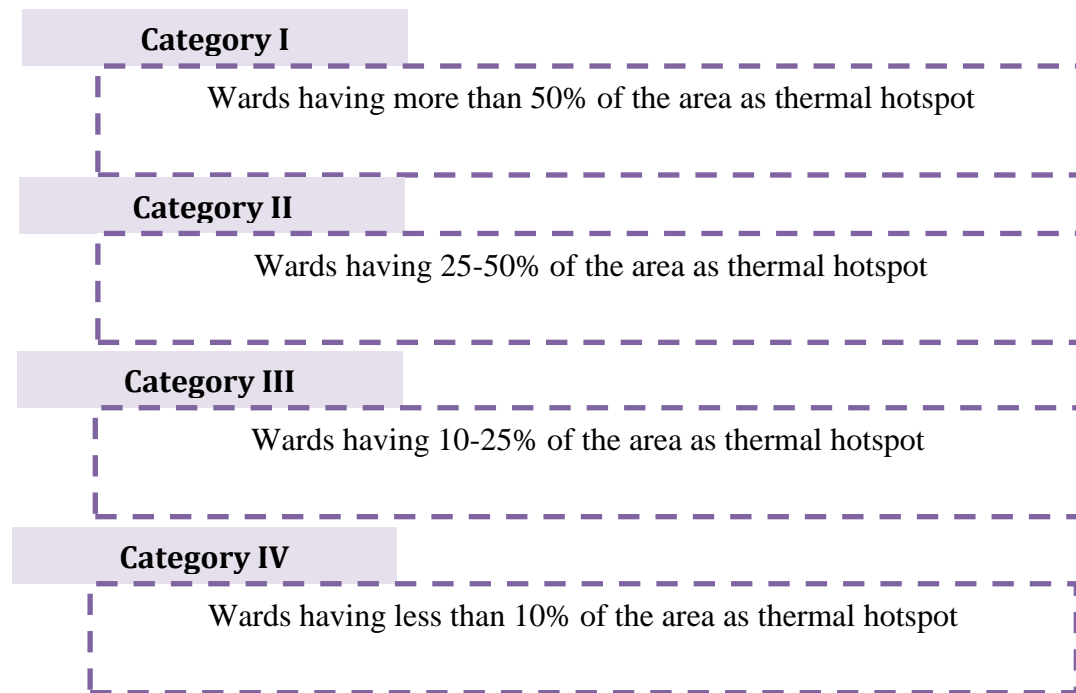 Category I
Wards having more than 50% of the area as thermal hotspot
Category II
Wards having 25-50% of the area as thermal hotspot
Category III
Wards having 10-25% of the area as thermal hotspot
Category IV
Wards having less than 10% of the area as thermal hotspot